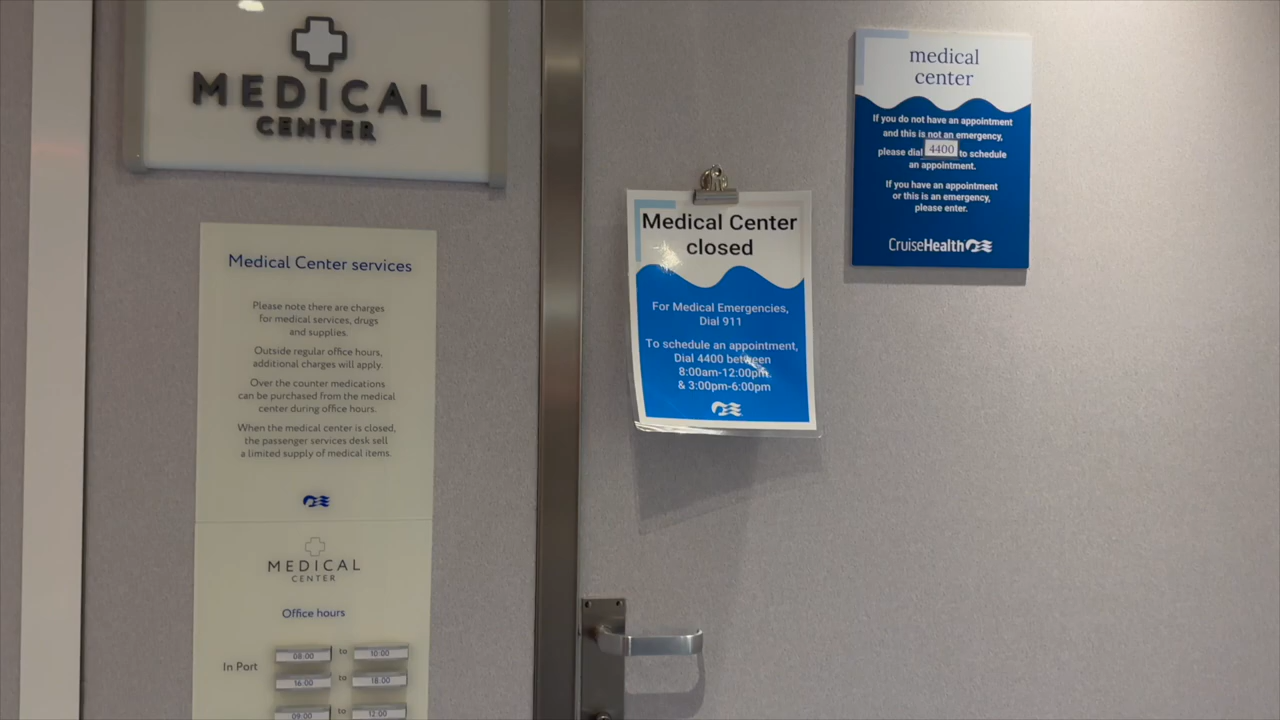 MEDICAL
CENTER
Medical Center services
Please note there are charges
for medical services, drugs
and supplies.
Outside regular office hours,
additional charges will apply.
Over the counter medications
can be purchased from the medical
center during office hours.
When the medical center is closed,
the passenger services desk sell
a limited supply of medical items.
MEDICAL
CENTER
Office hours
In Port
08:00 to 10:00
16:00 to 18:00
09:00 to 12:00
Medical Center
closed
For Medical Emergencies,
Dial 911
To schedule an appointment,
Dial 4400 between
8:00am-12:00pm
& 3:00pm-6:00pm
medical
center
If you do not have an appointment
and this is not an emergency,
please dial 4400 to schedule
an appointment.
If you have an appointment
or this is an emergency,
please enter.
CruiseHealth